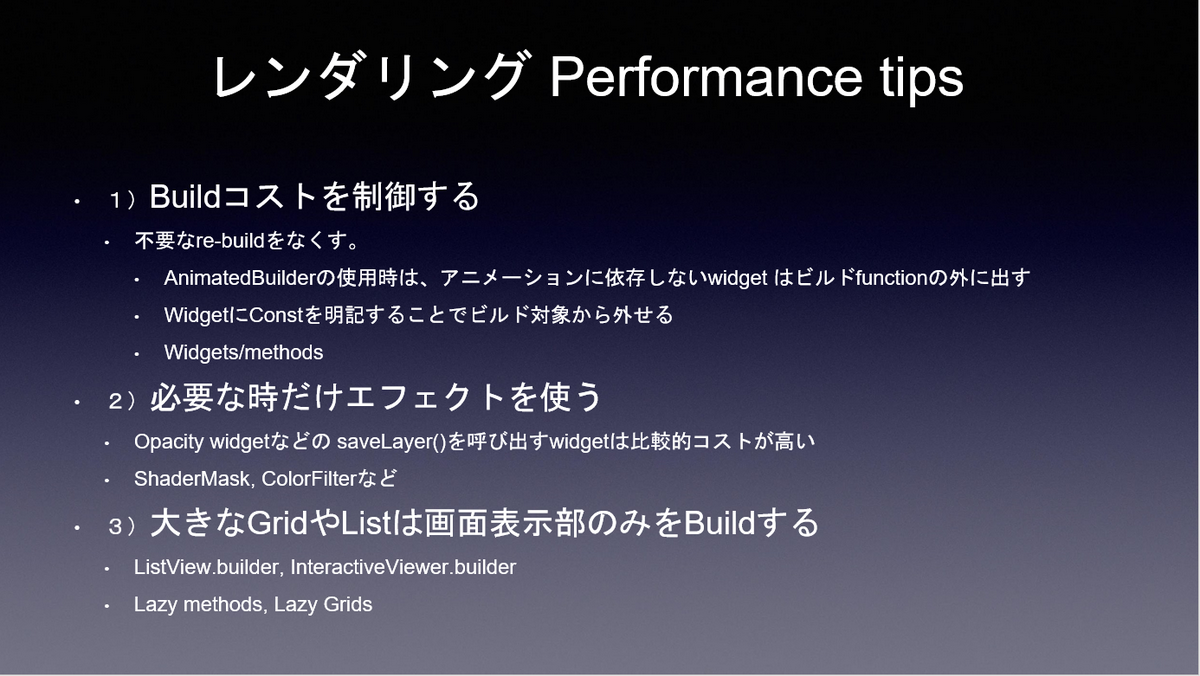 レンダリング Performance tips
• １）Buildコストを制御する
• 不要なre-buildをなくす。
• AnimatedBuilderの使用時は、アニメーションに依存しないwidget はビルドfunctionの外に出す
• WidgetにConstを明記することでビルド対象から外せる
• Widgets/methods
• ２）必要な時だけエフェクトを使う
• Opacity widgetなどの saveLayer()を呼び出すwidgetは比較的コストが高い
• ShaderMask, ColorFilterなど
• ３）大きなGridやListは画面表示部のみをBuildする
• ListView.builder, InteractiveViewer.builder
• Lazy methods, Lazy Grids